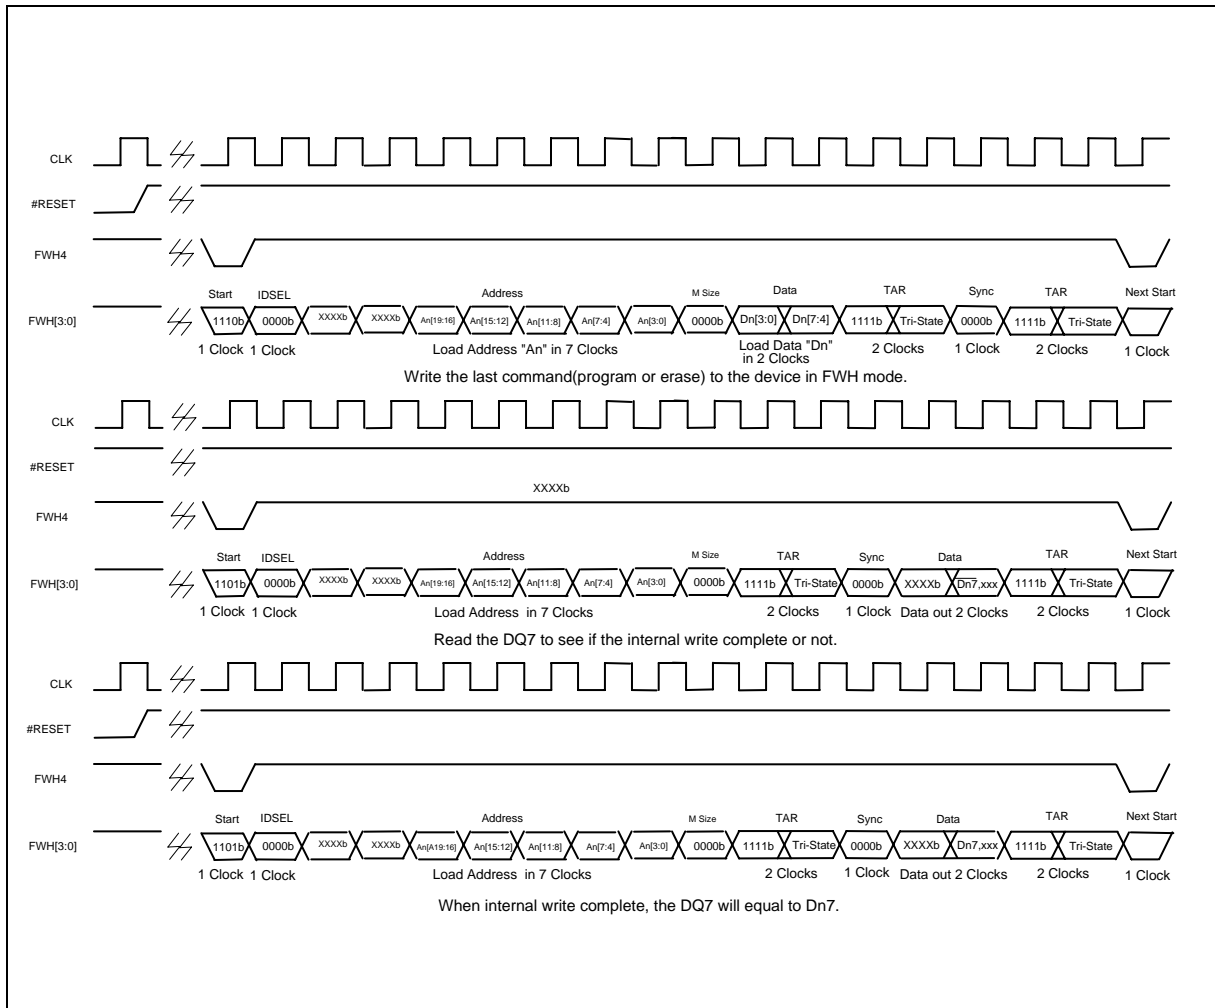 CLK
#RESET
FWH4
Start IDSEL Address M Size Data TAR Sync TAR Next Start
FWH[3:0] 1110b 0000b XXXXb XXXXb An[19:16] An[15:12] An[11:8] An[7:4] An[3:0] 0000b Dn[3:0] Dn[7:4] 1111b Tri-State 0000b 1111b Tri-State
1 Clock 1 Clock Load Address "An" in 7 Clocks Load Data "Dn" 2 Clocks 1 Clock 2 Clocks 1 Clock
in 2 Clocks
Write the last command(program or erase) to the device in FWH mode.
CLK
#RESET
XXXXb
FWH4
Start IDSEL Address M Size TAR Sync Data TAR Next Start
FWH[3:0] 1101b 0000b XXXXb XXXXb An[19:16] An[15:12] An[11:8] An[7:4] An[3:0] 0000b 1111b Tri-State 0000b XXXXb Dn7,xxx 1111b Tri-State
1 Clock 1 Clock Load Address in 7 Clocks 2 Clocks 1 Clock Data out 2 Clocks 2 Clocks 1 Clock
Read the DQ7 to see if the internal write complete or not.
CLK
#RESET
FWH4
Start IDSEL Address M Size TAR Sync Data TAR Next Start
FWH[3:0] 1101b 0000b XXXXb XXXXb An[A19:16] An[15:12] An[11:8] An[7:4] An[3:0] 0000b 1111b Tri-State 0000b XXXXb Dn7,xxx 1111b Tri-State
1 Clock 1 Clock Load Address in 7 Clocks 2 Clocks 1 Clock Data out 2 Clocks 2 Clocks 1 Clock
When internal write complete, the DQ7 will equal to Dn7.